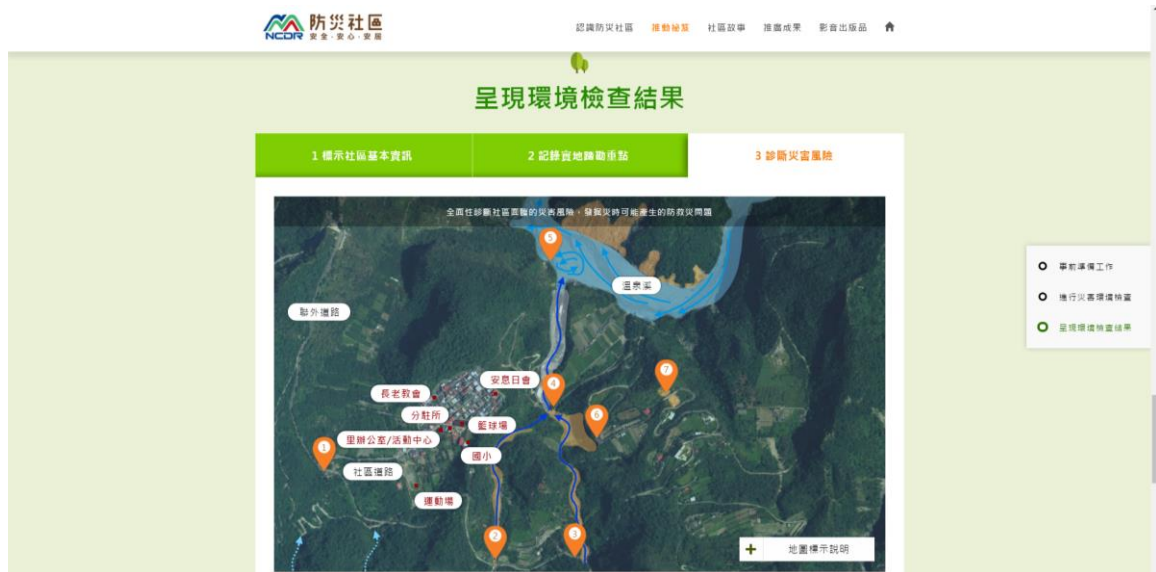 NCDR
防災社區
安全·安心·安居
認識防災社區
推動秘笈
社區故事
推廣成果
影音出版品
呈現環境檢查結果
1 標示社區基本資訊
2 記錄實地踏勘重點
3 診斷災害風險
全面性診斷社區面臨的災害風險，發掘災時可能產生的防救災問題
5
溫泉溪
聯外道路
7
安息日會
4
長老教會
分駐所
籃球場
6
里辦公室/活動中心
1
國小
社區道路
運動場
2
3
+ 地圖標示說明
事前準備工作
進行災害環境檢查
呈現環境檢查結果